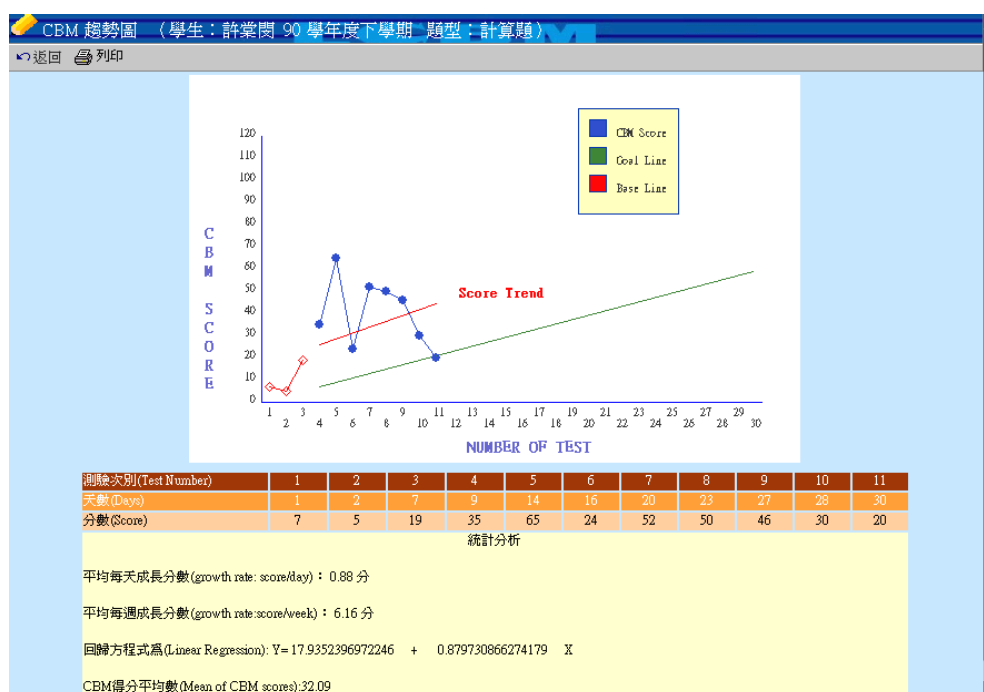 CBM 趨勢圖 (學生：許棠閔 90 學年度下學期 題型：計算題)
返回 列印
120
110
100
90
80
70
60
50
40
30
20
10
0
CBM SCORE
CBM Score
Goal Line
Base Line
Score Trend
1 3 5 7 9 11 13 15 17 19 21 23 25 27 29
2 4 6 8 10 12 14 16 18 20 22 24 26 28 30
NUMBER OF TEST
測驗次別(Test Number) 1 2 3 4 5 6 7 8 9 10 11
天數(Days) 1 2 7 9 14 16 20 23 27 28 30
分數(Score) 7 5 19 35 65 24 52 50 46 30 20
統計分析
平均每天成長分數(growth rate: score/day)： 0.88 分
平均每週成長分數(growth rate:score/week)： 6.16 分
回歸方程式為(Linear Regression): Y= 17.9352396972246 + 0.879730866274179 X
CBM得分平均數(Mean of CBM scores):32.09